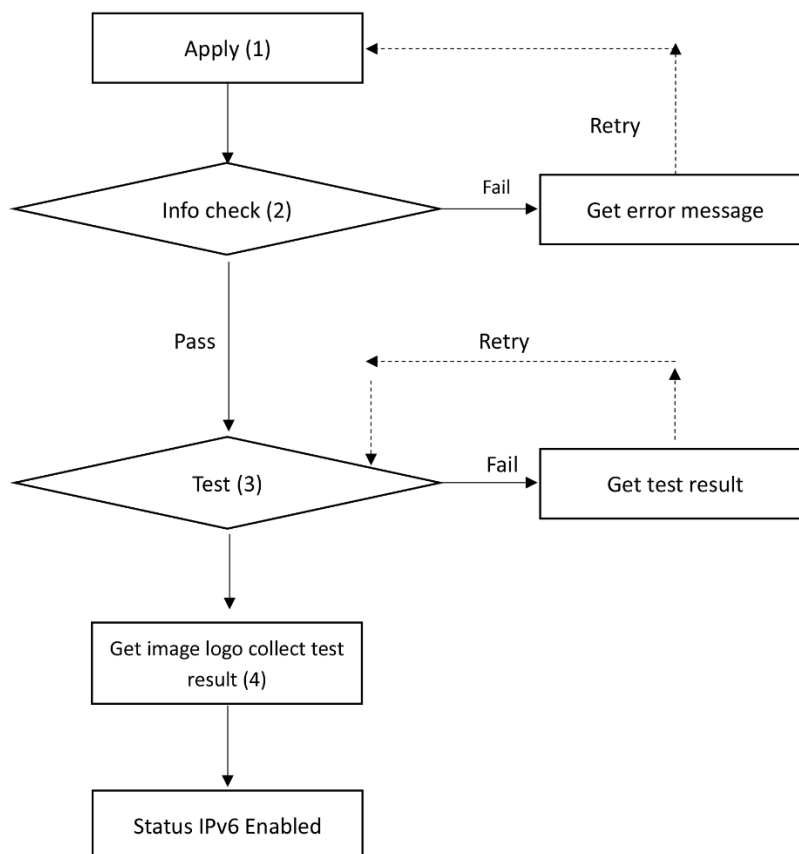 Apply (1)
Retry
Info check (2)
Fail
Get error message
Pass
Retry
Test (3)
Fail
Get test result
Get image logo collect test
result (4)
Status IPv6 Enabled